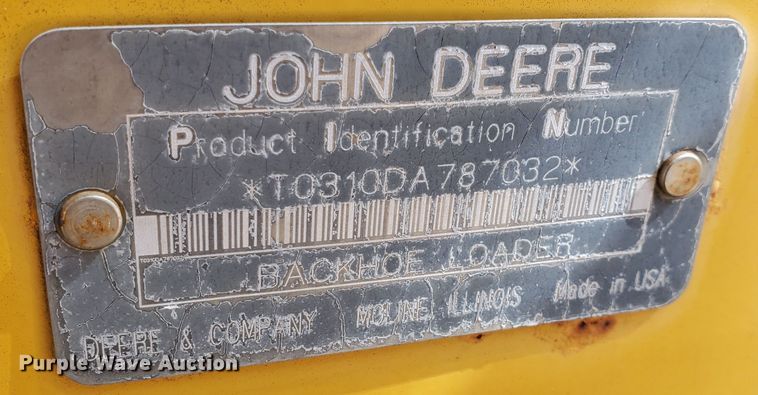 JOHN DEERE
Product Identification Number
*T0310DA787032*
BACKHOE LOADER
DEERE & COMPANY MOLINE, ILLINOIS Made in USA
Purple Wave Auction